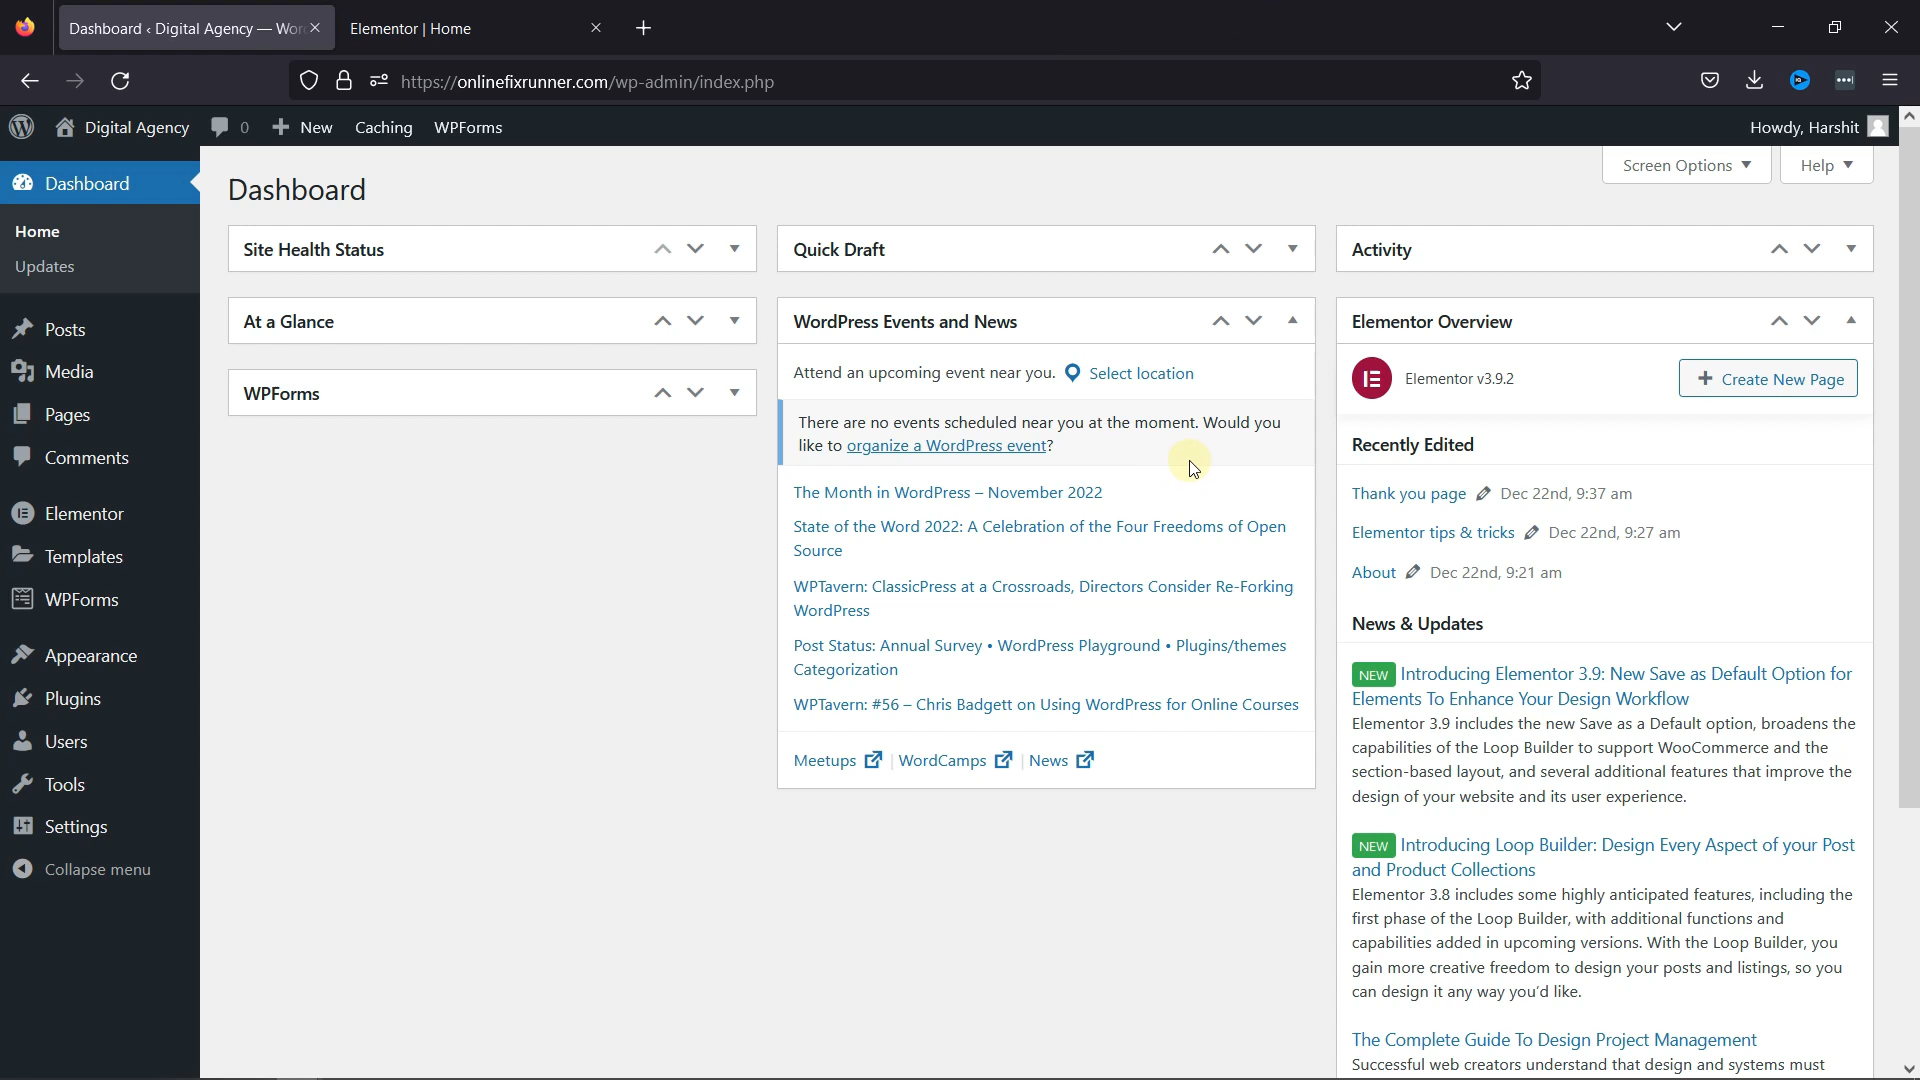 Dashboard ‹ Digital Agency — Wor
Elementor | Home
https://onlinefixrunner.com/wp-admin/index.php
Digital Agency
0
New
Caching
WPForms
Howdy, Harshit
Dashboard
Home
Updates
Posts
Media
Pages
Comments
Elementor
Templates
WPForms
Appearance
Plugins
Users
Tools
Settings
Collapse menu
Screen Options
Help
Dashboard
Site Health Status
At a Glance
WPForms
Quick Draft
WordPress Events and News
Attend an upcoming event near you. Select location
There are no events scheduled near you at the moment. Would you
like to organize a WordPress event?
The Month in WordPress – November 2022
State of the Word 2022: A Celebration of the Four Freedoms of Open
Source
WPTavern: ClassicPress at a Crossroads, Directors Consider Re-Forking
WordPress
Post Status: Annual Survey • WordPress Playground • Plugins/themes
Categorization
WPTavern: #56 – Chris Badgett on Using WordPress for Online Courses
Meetups | WordCamps | News
Activity
Elementor Overview
Elementor v3.9.2
Create New Page
Recently Edited
Thank you page Dec 22nd, 9:37 am
Elementor tips & tricks Dec 22nd, 9:27 am
About Dec 22nd, 9:21 am
News & Updates
NEW Introducing Elementor 3.9: New Save as Default Option for
Elements To Enhance Your Design Workflow
Elementor 3.9 includes the new Save as a Default option, broadens the
capabilities of the Loop Builder to support WooCommerce and the
section-based layout, and several additional features that improve the
design of your website and its user experience.
NEW Introducing Loop Builder: Design Every Aspect of your Post
and Product Collections
Elementor 3.8 includes some highly anticipated features, including the
first phase of the Loop Builder, with additional functions and
capabilities added in upcoming versions. With the Loop Builder, you
gain more creative freedom to design your posts and listings, so you
can design it any way you'd like.
The Complete Guide To Design Project Management
Successful web creators understand that design and systems must